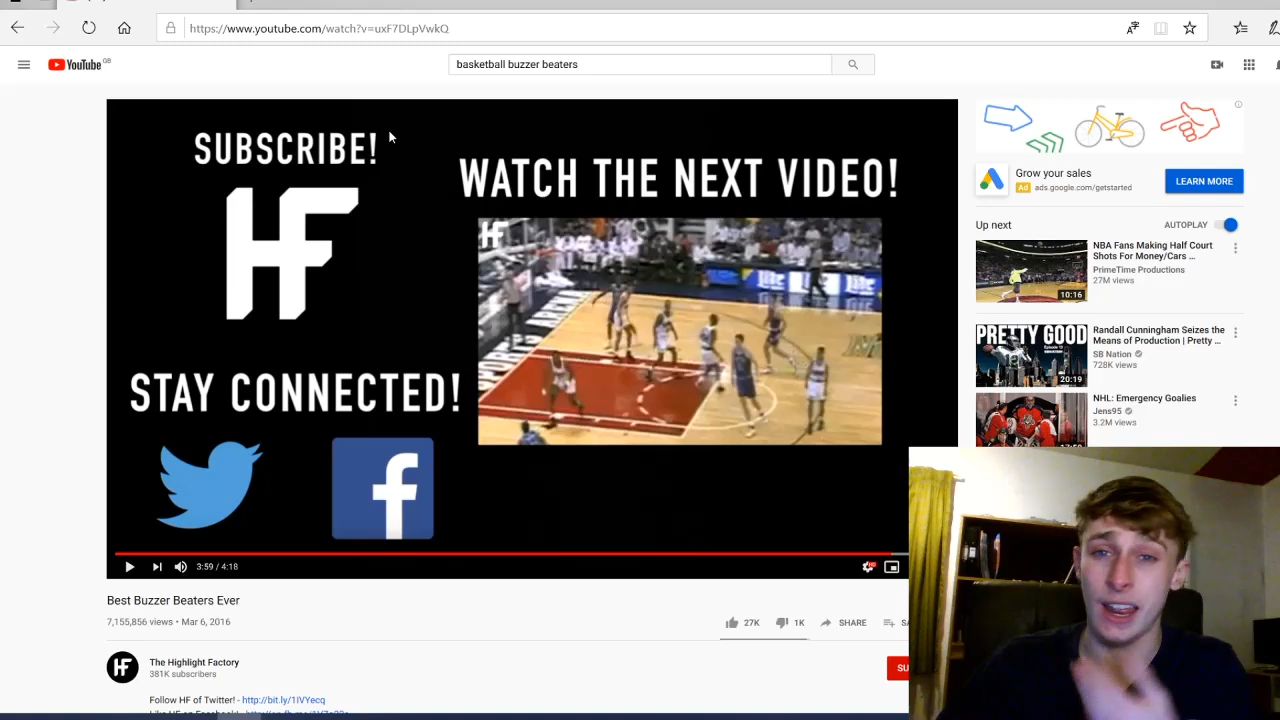 https://www.youtube.com/watch?v=uxF7DLpVwkQ
YouTube GB
basketball buzzer beaters
SUBSCRIBE!
HF
STAY CONNECTED!
WATCH THE NEXT VIDEO!
HF
3:59 / 4:18
Best Buzzer Beaters Ever
7,155,856 views • Mar 6, 2016
27K
1K
SHARE
HF
The Highlight Factory
381K subscribers
Follow HF of Twitter! - http://bit.ly/1IVYecq
Grow your sales
Ad ads.google.com/getstarted
LEARN MORE
Up next
AUTOPLAY
NBA Fans Making Half Court
Shots For Money/Cars ...
PrimeTime Productions
27M views
10:16
PRETTY GOOD
Randall Cunningham Seizes the
Means of Production | Pretty ...
SB Nation
728K views
20:19
NHL: Emergency Goalies
Jens95
3.2M views